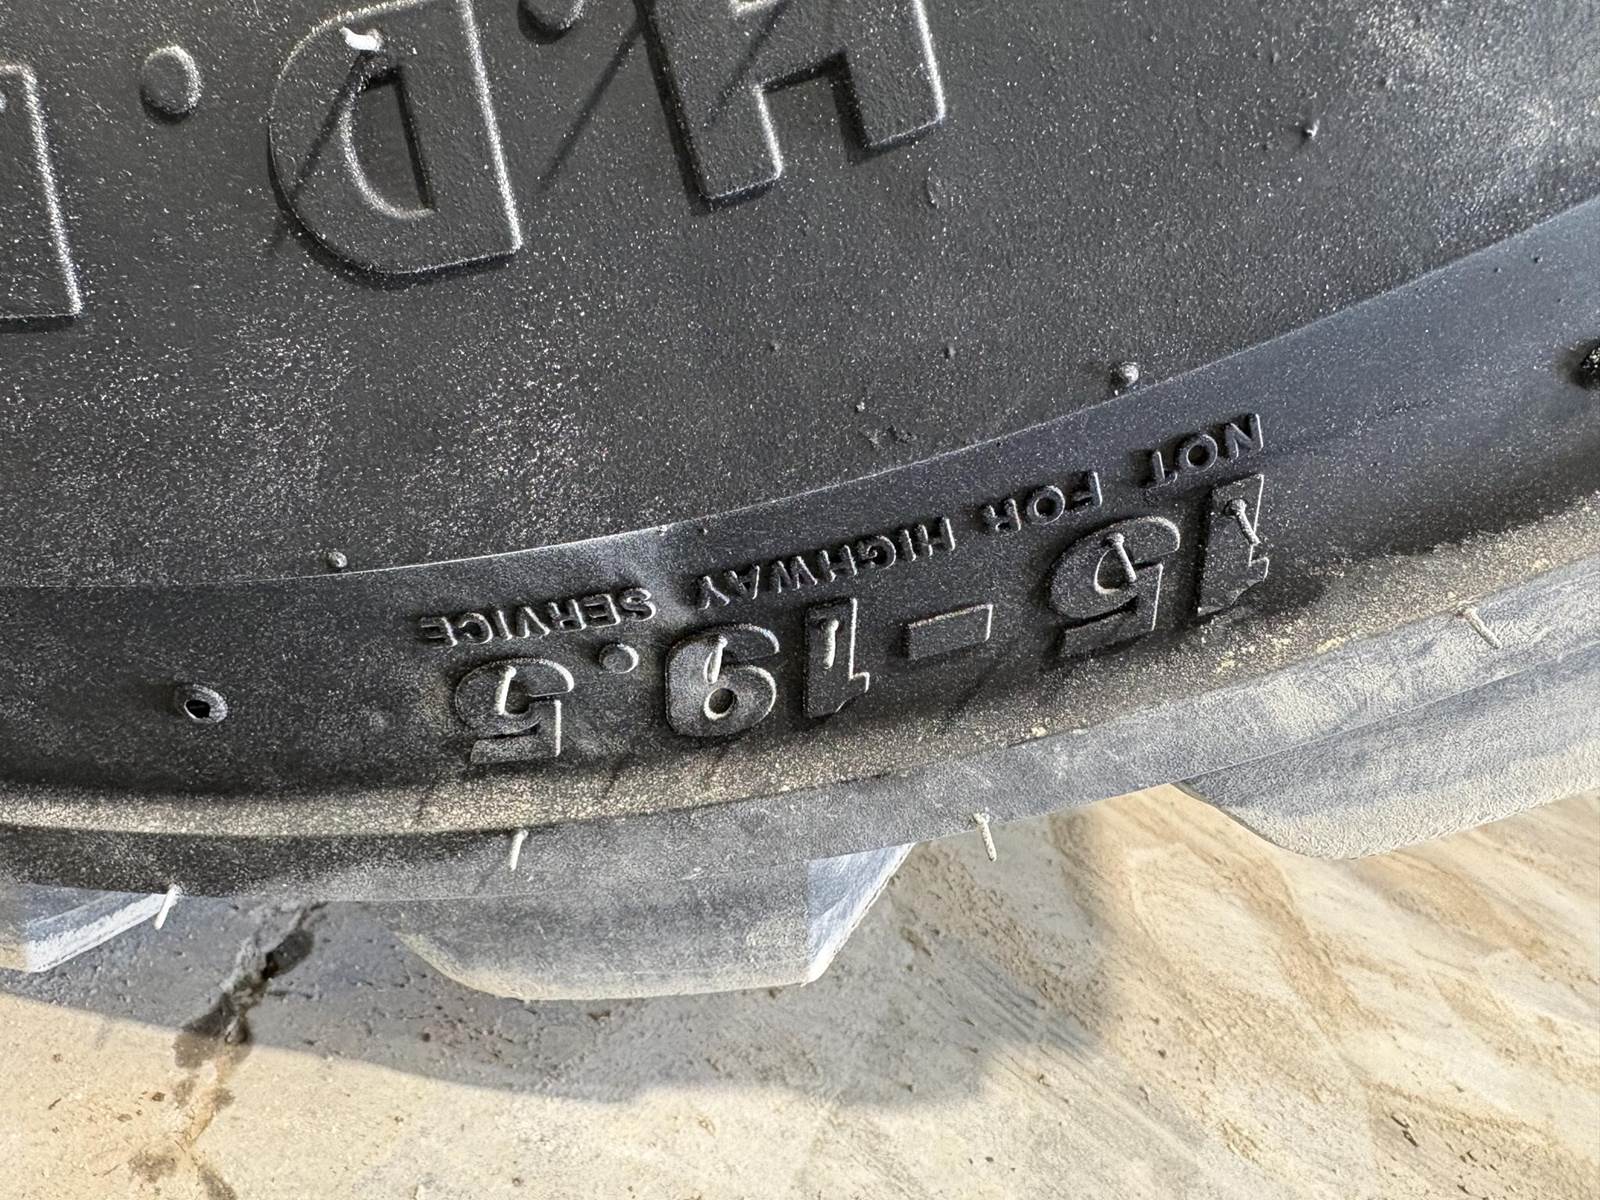 15-19.5
NOT FOR HIGHWAY SERVICE
H.D.